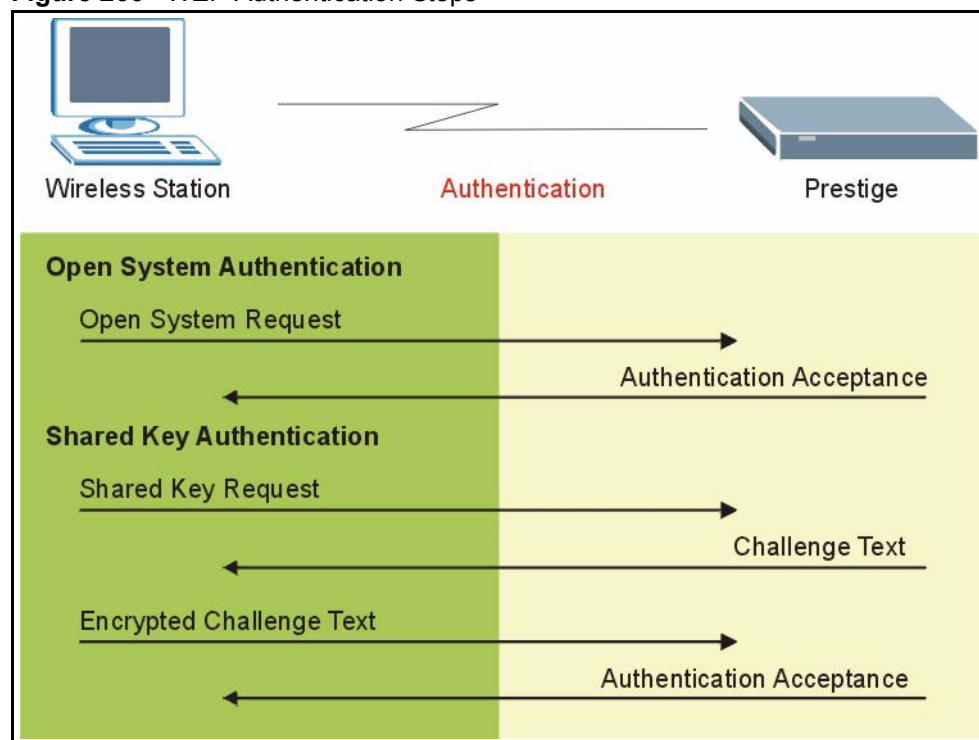 Wireless Station Authentication Prestige
Open System Authentication
Open System Request
Authentication Acceptance
Shared Key Authentication
Shared Key Request
Challenge Text
Encrypted Challenge Text
Authentication Acceptance